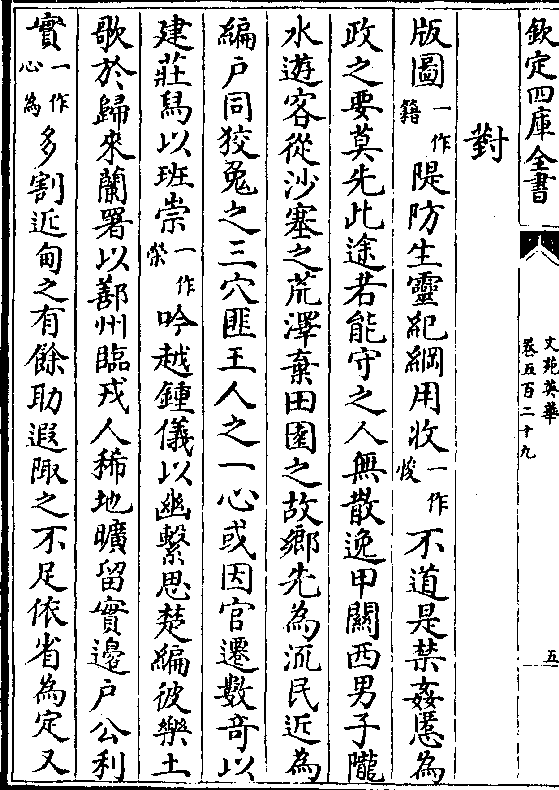 欽定四庫全書
文苑英華
卷五百二十九
五
對
版圖一作籍隄防生靈紀綱用收一作悛不道是禁姦慝為
政之要莫先此途若能守之人無散逸甲關西男子隴
水遊客從沙塞之荒澤棄田園之故鄉先為流民近為
編户同狡兔之三穴匪王人之一心或因官遷數奇以
建莊舄以班崇一作榮吟越鍾儀以幽繫思楚編彼樂土
歌於歸來蘭署以鄯州臨戎人稀地曠留實邊户公利
實一作心為多割近甸之有餘助遐陬之不足依省為定又